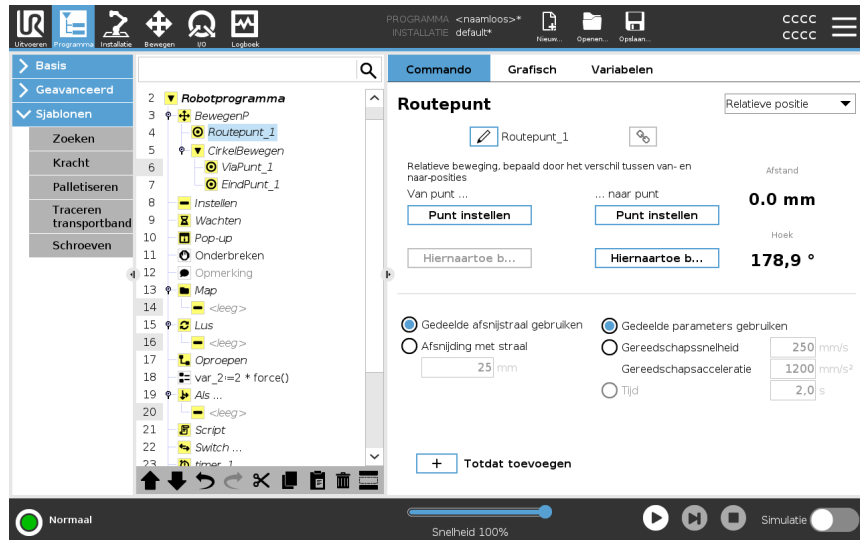 UR
PROGRAMMA <naamloos>*
INSTALLATIE default*
CCCC
CCCC
Uitvoeren Programma Installatie Bewegen I/O Logboek Nieuw... Openen... Opslaan...
Basis
Geavanceerd
Sjablonen
Zoeken
Kracht
Palletiseren
Traceren
transportband
Schroeven
2 Robotprogramma
3 BewegenP
4 Routepunt_1
5 CirkelBewegen
6 ViaPunt_1
7 EindPunt_1
8 Instellen
9 Wachten
10 Pop-up
11 Onderbreken
12 Opmerking
13 Map
14 <leeg>
15 Lus
16 <leeg>
17 Oproepen
18 var_2:=2 * force()
19 Als ...
20 <leeg>
21 Script
22 Switch ...
23 timer_1
Commando Grafisch Variabelen
Routepunt
Relatieve positie
Routepunt_1
Relatieve beweging, bepaald door het verschil tussen van- en
naar-posities
Van punt ... ... naar punt
Punt instellen Punt instellen
Hiernaartoe b... Hiernaartoe b...
Afstand
0.0 mm
Hoek
178,9 °
Gedeelde afsnijstraal gebruiken
Afsnijding met straal
25 mm
Gedeelde parameters gebruiken
Gereedschapssnelheid 250 mm/s
Gereedschapsacceleratie 1200 mm/s²
Tijd 2,0 s
+ Totdat toevoegen
Normaal
Snelheid 100%
Simulatie